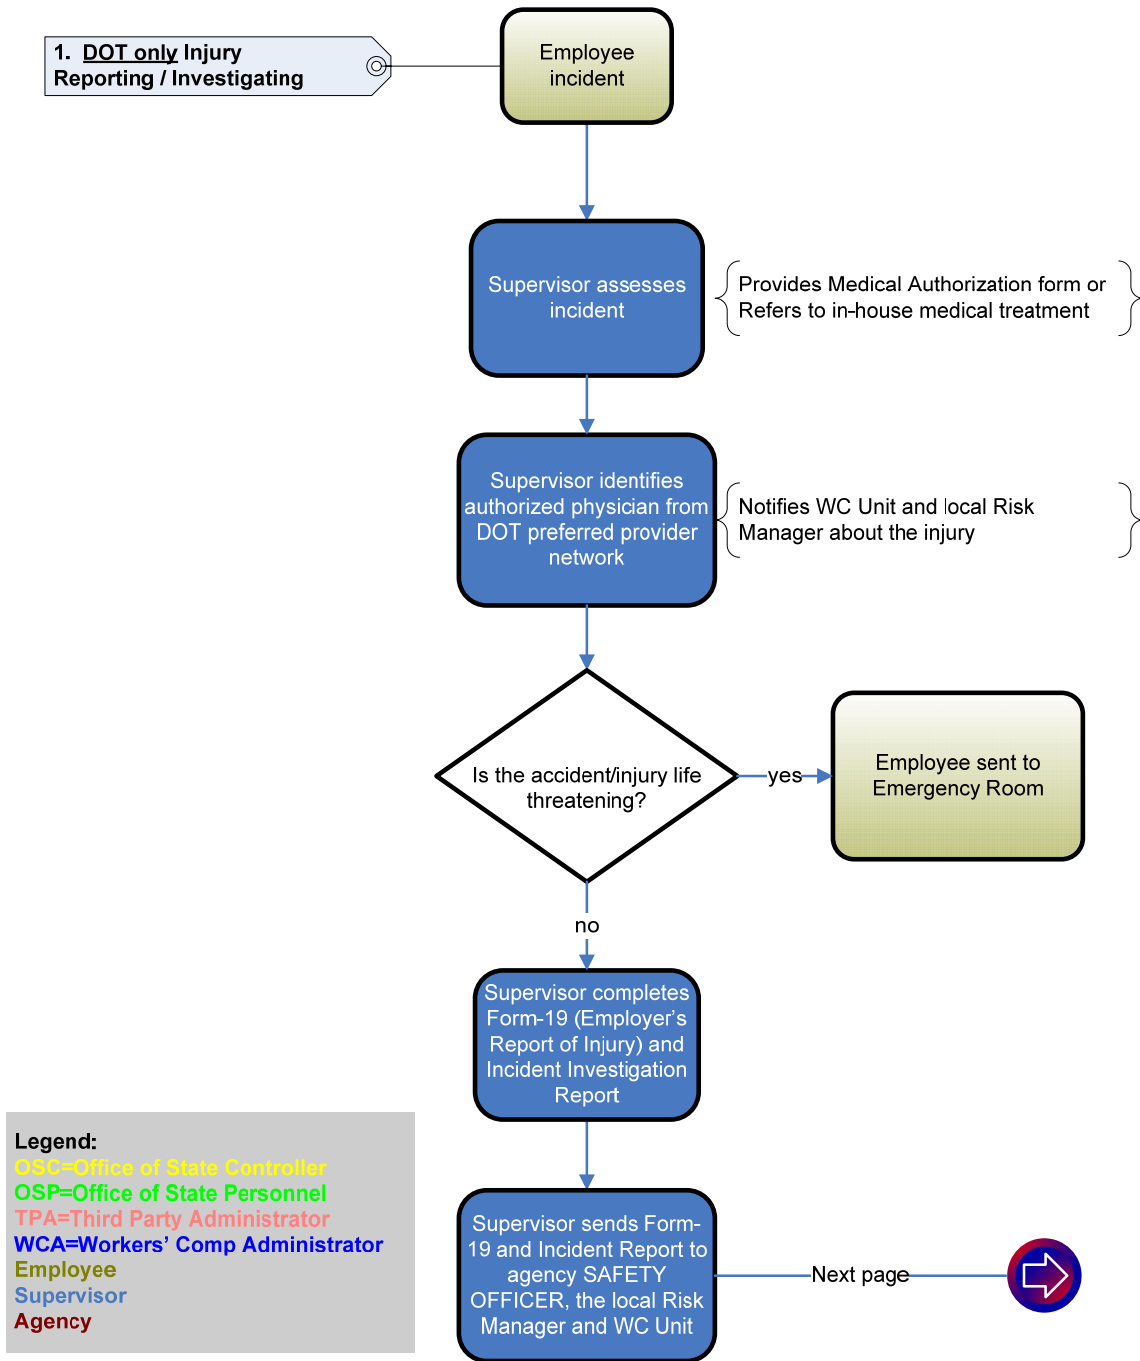 1. DOT only Injury
Reporting / Investigating
Employee
incident
Supervisor assesses
incident
Provides Medical Authorization form or
Refers to in-house medical treatment
Supervisor identifies
authorized physician from
DOT preferred provider
network
Notifies WC Unit and local Risk
Manager about the injury
Is the accident/injury life
threatening?
yes
Employee sent to
Emergency Room
no
Supervisor completes
Form-19 (Employer’s
Report of Injury) and
Incident Investigation
Report
Supervisor sends Form-
19 and Incident Report to
agency SAFETY
OFFICER, the local Risk
Manager and WC Unit
Next page
Legend:
OSC=Office of State Controller
OSP=Office of State Personnel
TPA=Third Party Administrator
WCA=Workers’ Comp Administrator
Employee
Supervisor
Agency